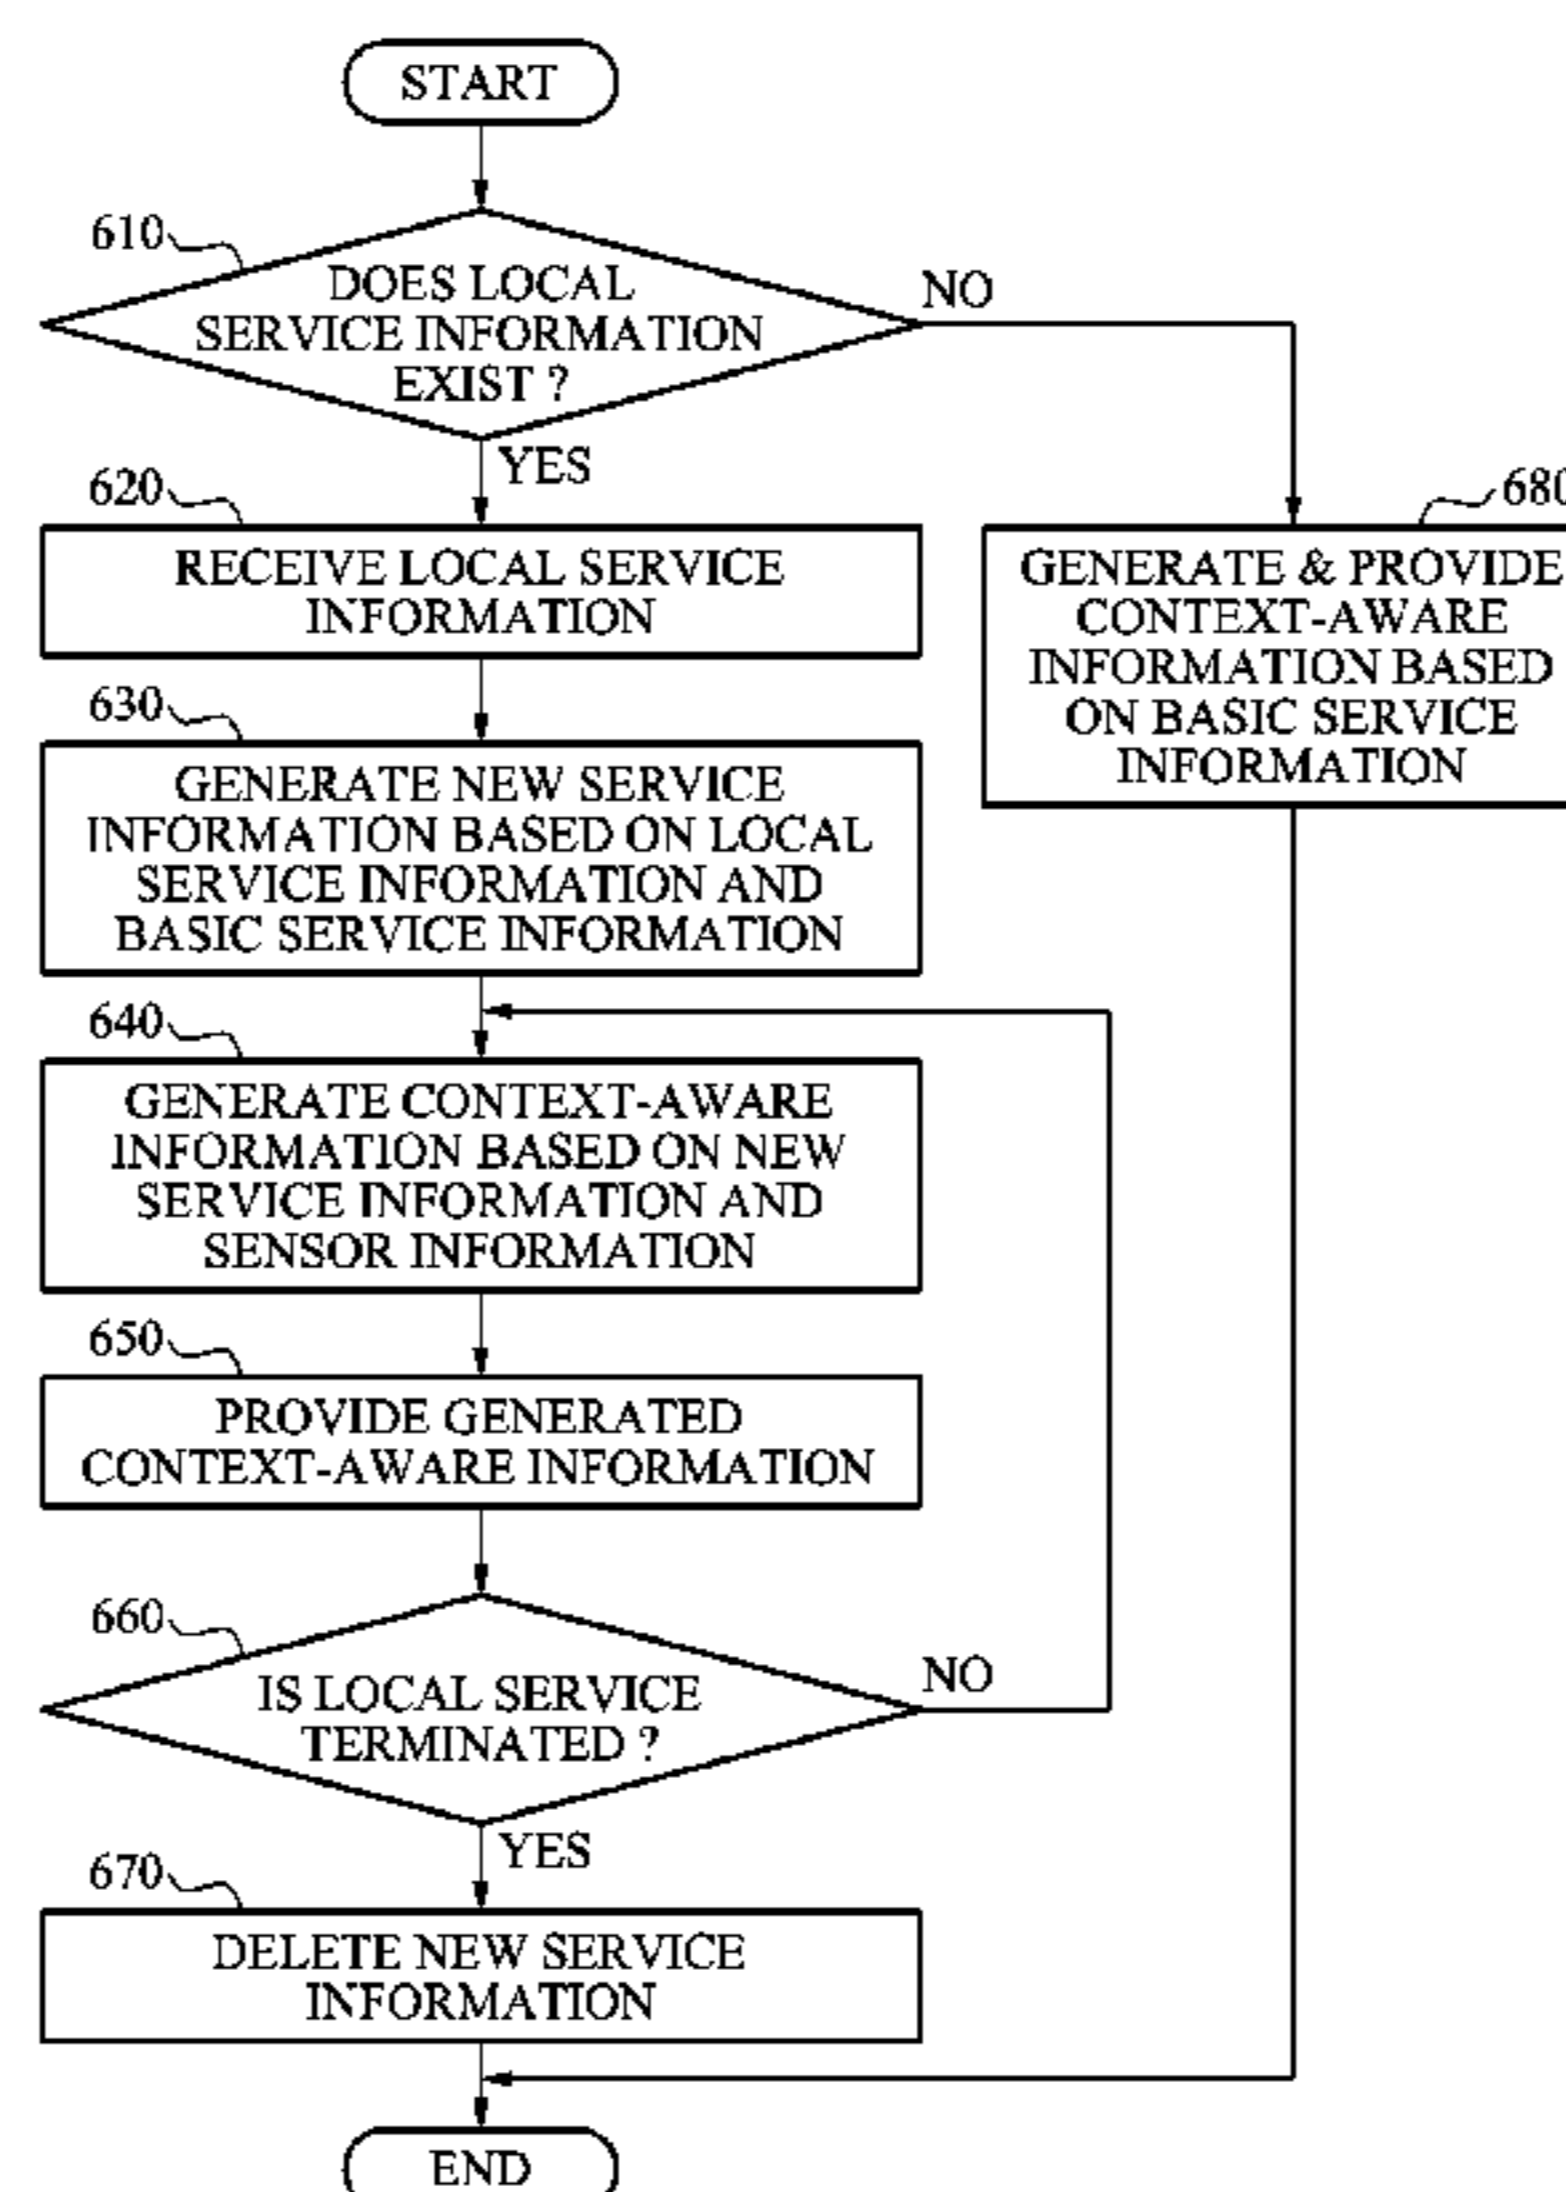 START
610
DOES LOCAL
SERVICE INFORMATION
EXIST ?
NO
YES
620
RECEIVE LOCAL SERVICE
INFORMATION
680
GENERATE & PROVIDE
CONTEXT-AWARE
INFORMATION BASED
ON BASIC SERVICE
INFORMATION
630
GENERATE NEW SERVICE
INFORMATION BASED ON LOCAL
SERVICE INFORMATION AND
BASIC SERVICE INFORMATION
640
GENERATE CONTEXT-AWARE
INFORMATION BASED ON NEW
SERVICE INFORMATION AND
SENSOR INFORMATION
650
PROVIDE GENERATED
CONTEXT-AWARE INFORMATION
660
IS LOCAL SERVICE
TERMINATED ?
NO
YES
670
DELETE NEW SERVICE
INFORMATION
END